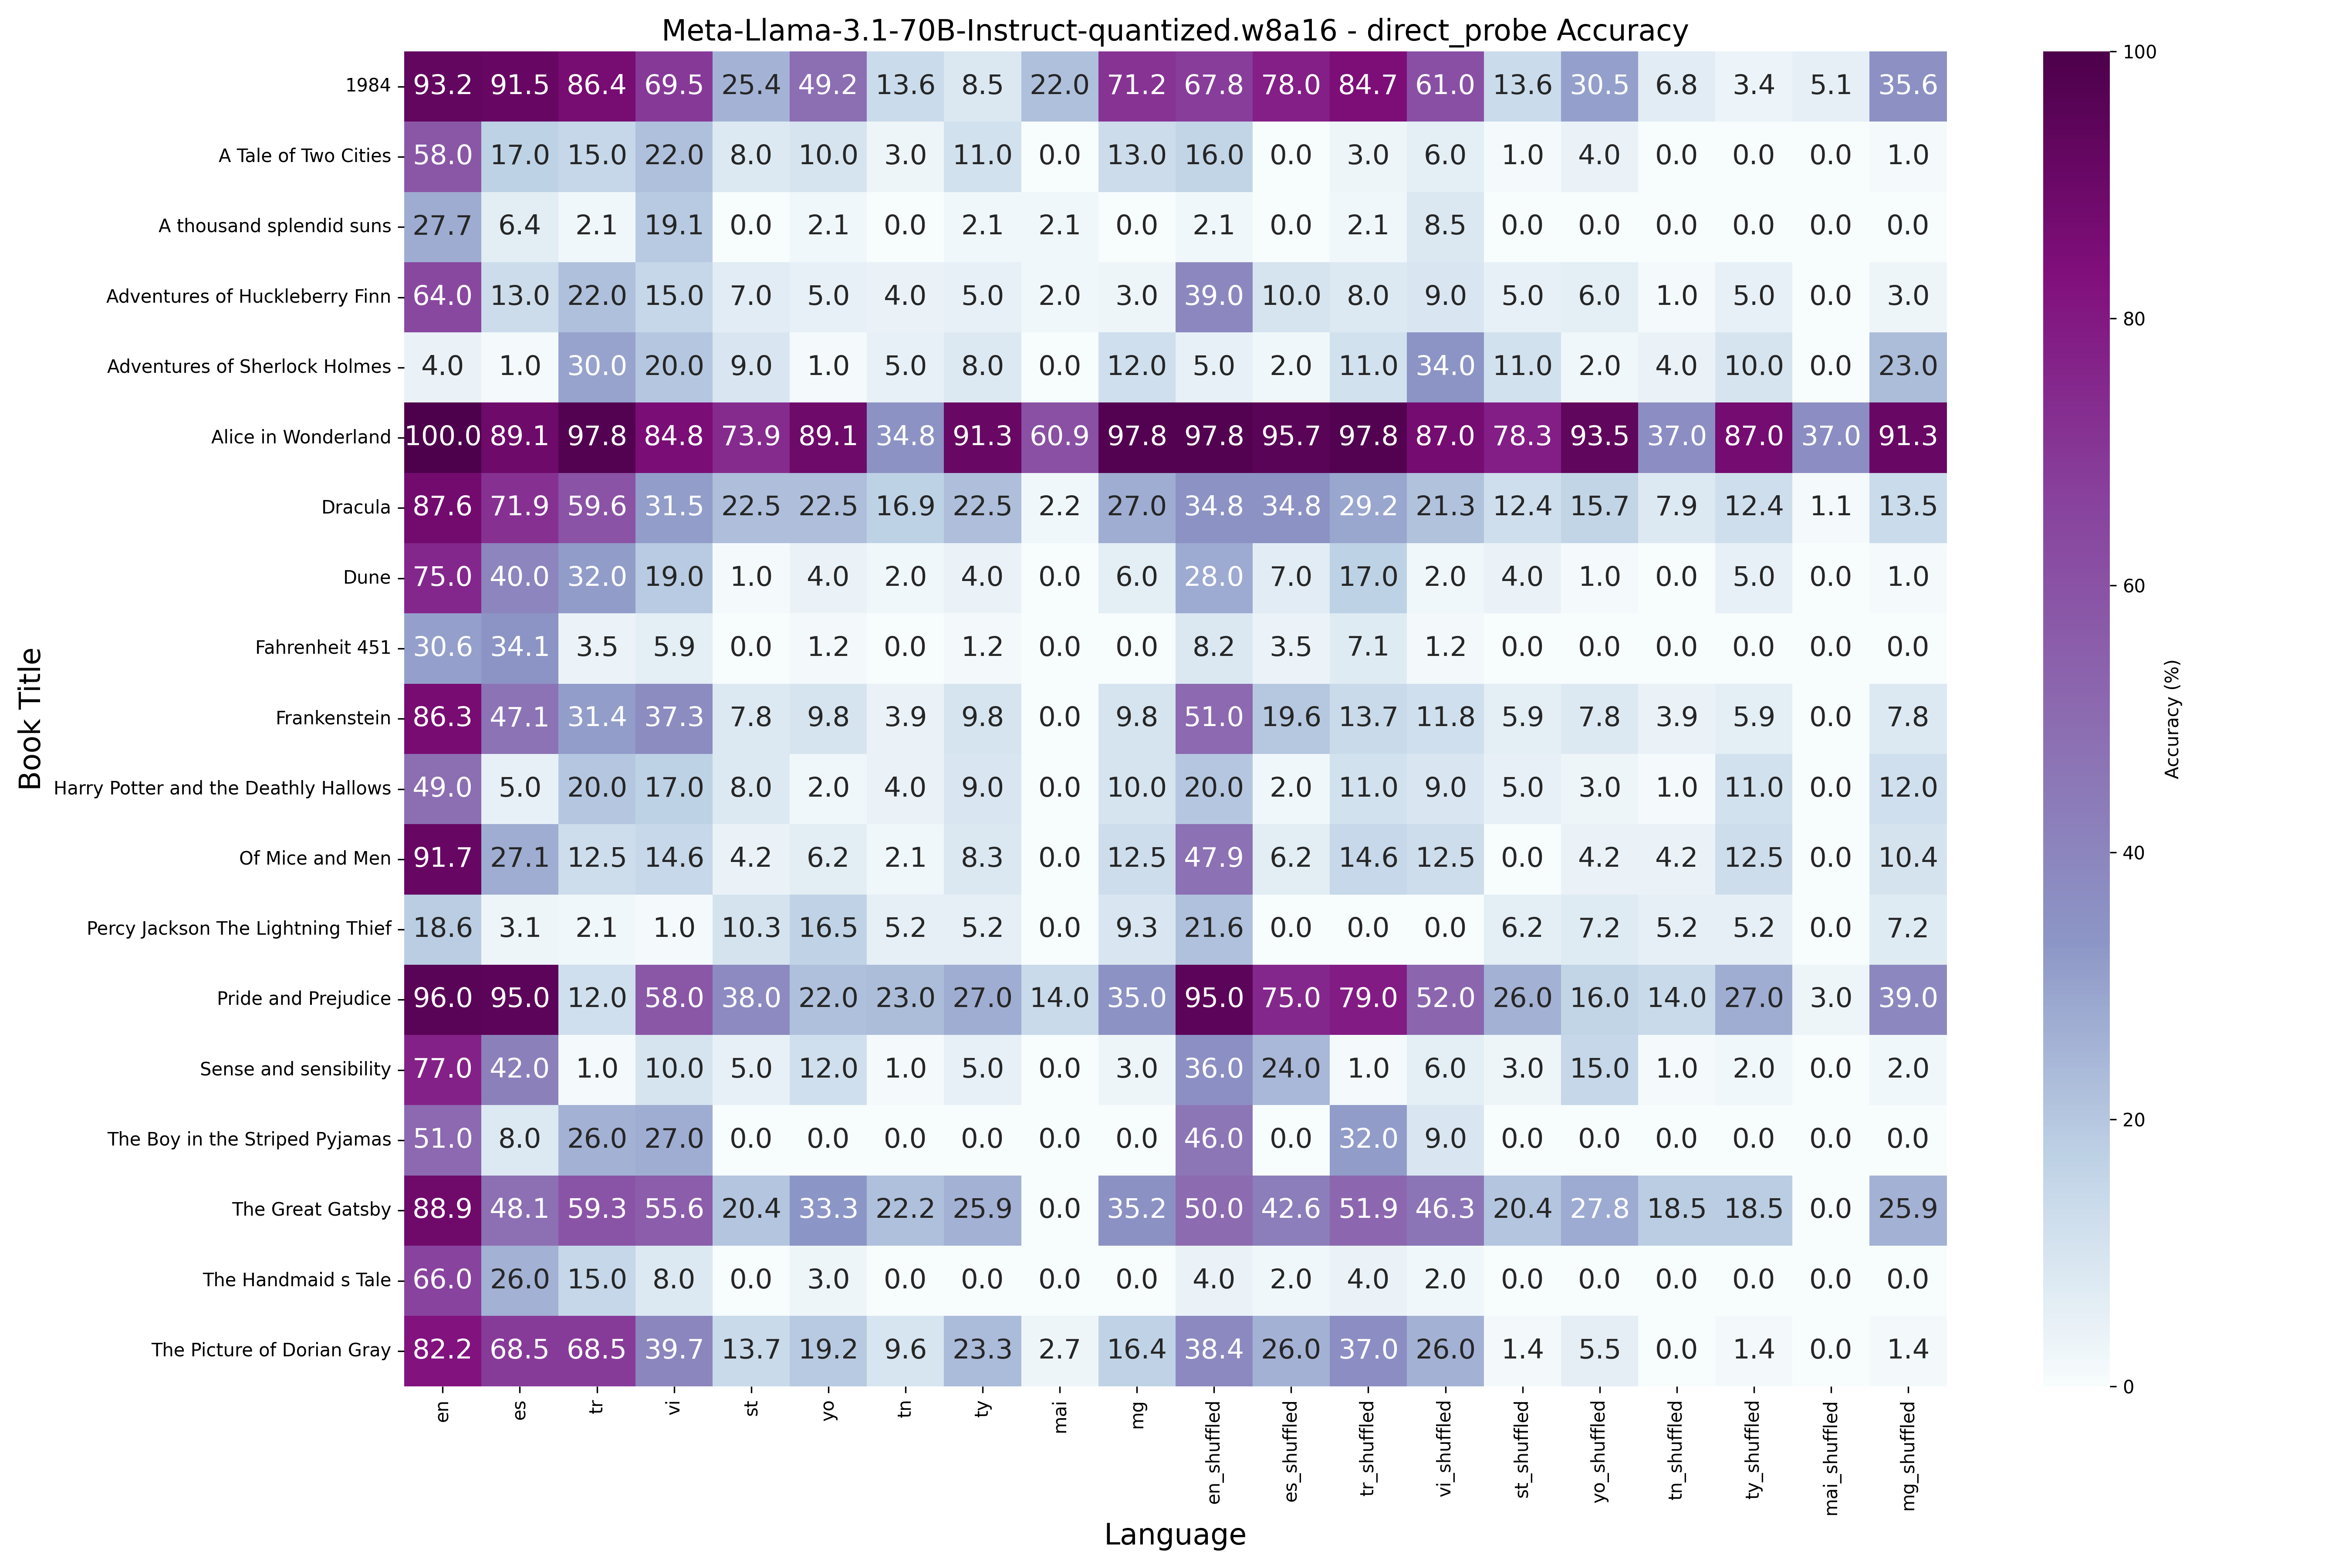 Meta-Llama-3.1-70B-Instruct-quantized.w8a16 - direct_probe Accuracy
1984 93.2 91.5 86.4 69.5 25.4 49.2 13.6 8.5 22.0 71.2 67.8 78.0 84.7 61.0 13.6 30.5 6.8 3.4 5.1 35.6
A Tale of Two Cities 58.0 17.0 15.0 22.0 8.0 10.0 3.0 11.0 0.0 13.0 16.0 0.0 3.0 6.0 1.0 4.0 0.0 0.0 0.0 1.0
A thousand splendid suns 27.7 6.4 2.1 19.1 0.0 2.1 0.0 2.1 2.1 0.0 2.1 0.0 2.1 8.5 0.0 0.0 0.0 0.0 0.0 0.0
Adventures of Huckleberry Finn 64.0 13.0 22.0 15.0 7.0 5.0 4.0 5.0 2.0 3.0 39.0 10.0 8.0 9.0 5.0 6.0 1.0 5.0 0.0 3.0
Adventures of Sherlock Holmes 4.0 1.0 30.0 20.0 9.0 1.0 5.0 8.0 0.0 12.0 5.0 2.0 11.0 34.0 11.0 2.0 4.0 10.0 0.0 23.0
Alice in Wonderland 100.0 89.1 97.8 84.8 73.9 89.1 34.8 91.3 60.9 97.8 97.8 95.7 97.8 87.0 78.3 93.5 37.0 87.0 37.0 91.3
Dracula 87.6 71.9 59.6 31.5 22.5 22.5 16.9 22.5 2.2 27.0 34.8 34.8 29.2 21.3 12.4 15.7 7.9 12.4 1.1 13.5
Dune 75.0 40.0 32.0 19.0 1.0 4.0 2.0 4.0 0.0 6.0 28.0 7.0 17.0 2.0 4.0 1.0 0.0 5.0 0.0 1.0
Fahrenheit 451 30.6 34.1 3.5 5.9 0.0 1.2 0.0 1.2 0.0 0.0 8.2 3.5 7.1 1.2 0.0 0.0 0.0 0.0 0.0 0.0
Frankenstein 86.3 47.1 31.4 37.3 7.8 9.8 3.9 9.8 0.0 9.8 51.0 19.6 13.7 11.8 5.9 7.8 3.9 5.9 0.0 7.8
Harry Potter and the Deathly Hallows 49.0 5.0 20.0 17.0 8.0 2.0 4.0 9.0 0.0 10.0 20.0 2.0 11.0 9.0 5.0 3.0 1.0 11.0 0.0 12.0
Of Mice and Men 91.7 27.1 12.5 14.6 4.2 6.2 2.1 8.3 0.0 12.5 47.9 6.2 14.6 12.5 0.0 4.2 4.2 12.5 0.0 10.4
Percy Jackson The Lightning Thief 18.6 3.1 2.1 1.0 10.3 16.5 5.2 5.2 0.0 9.3 21.6 0.0 0.0 0.0 6.2 7.2 5.2 5.2 0.0 7.2
Pride and Prejudice 96.0 95.0 12.0 58.0 38.0 22.0 23.0 27.0 14.0 35.0 95.0 75.0 79.0 52.0 26.0 16.0 14.0 27.0 3.0 39.0
Sense and sensibility 77.0 42.0 1.0 10.0 5.0 12.0 1.0 5.0 0.0 3.0 36.0 24.0 1.0 6.0 3.0 15.0 1.0 2.0 0.0 2.0
The Boy in the Striped Pyjamas 51.0 8.0 26.0 27.0 0.0 0.0 0.0 0.0 0.0 0.0 46.0 0.0 32.0 9.0 0.0 0.0 0.0 0.0 0.0 0.0
The Great Gatsby 88.9 48.1 59.3 55.6 20.4 33.3 22.2 25.9 0.0 35.2 50.0 42.6 51.9 46.3 20.4 27.8 18.5 18.5 0.0 25.9
The Handmaid s Tale 66.0 26.0 15.0 8.0 0.0 3.0 0.0 0.0 0.0 0.0 4.0 2.0 4.0 2.0 0.0 0.0 0.0 0.0 0.0 0.0
The Picture of Dorian Gray 82.2 68.5 68.5 39.7 13.7 19.2 9.6 23.3 2.7 16.4 38.4 26.0 37.0 26.0 1.4 5.5 0.0 1.4 0.0 1.4
en es tr vi st yo tn ty mai mg en_shuffled es_shuffled tr_shuffled vi_shuffled st_shuffled yo_shuffled tn_shuffled ty_shuffled mai_shuffled mg_shuffled
Language
Book Title
100
80
60
40
20
0
Accuracy (%)